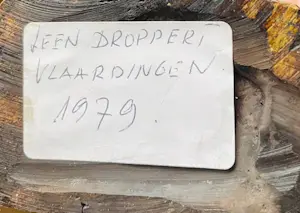 LEEN DROPPERT
VLAARDINGEN.
1979.